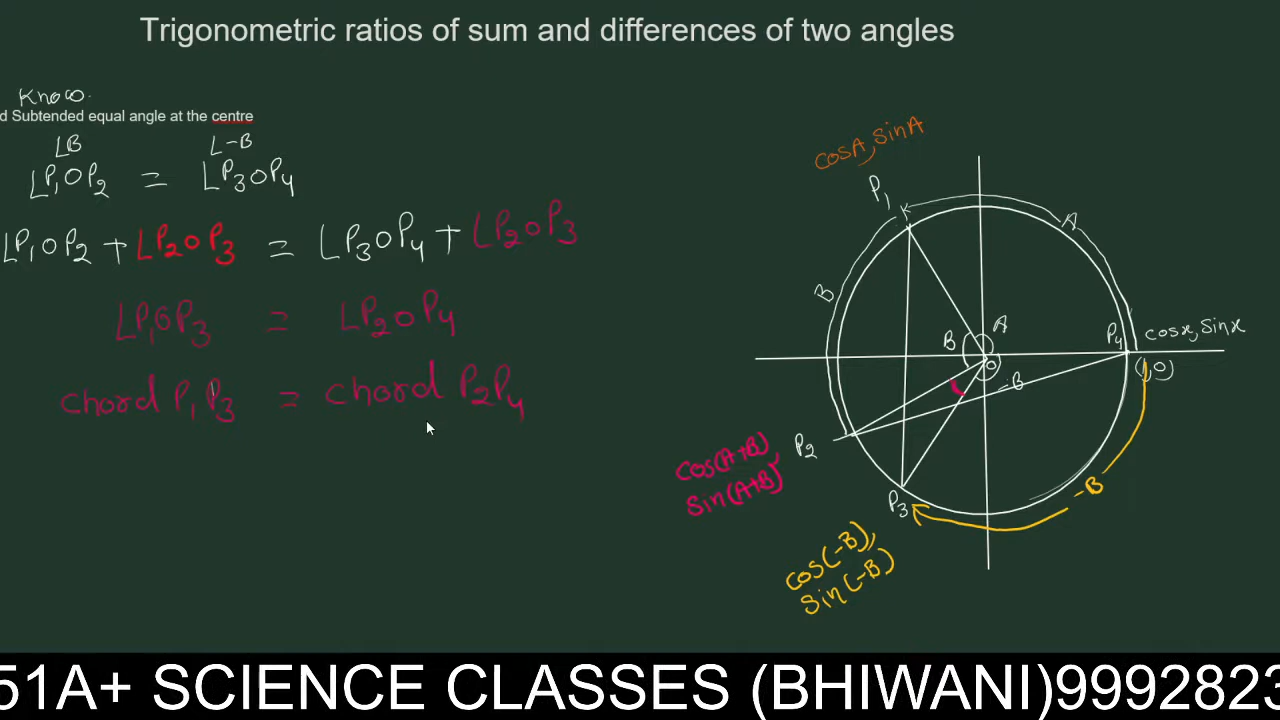 Trigonometric ratios of sum and differences of two angles
Know.
d Subtended equal angle at the centre
∟B ∟-B
∟P₁OP₂ = ∟P₃OP₄
∟P₁OP₂ + ∟P₂OP₃ = ∟P₃OP₄ + ∟P₂OP₃
∟P₁OP₃ = ∟P₂OP₄
chord P₁P₃ = chord P₂P₄
cosA, sinA
P₁
A
B
A
B
O
-B
P₄
cosx, sinx
(1,0)
P₂
cos(A+B),
sin(A+B)
P₃
-B
cos(-B),
sin(-B)
51A+ SCIENCE CLASSES (BHIWANI)9992823